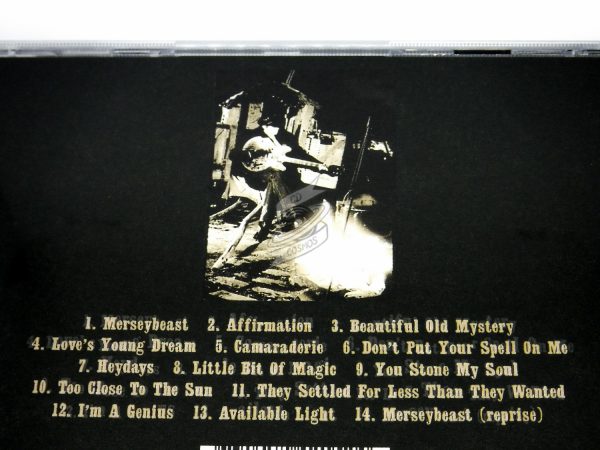 CD
COSMOS
1. Merseybeast 2. Affirmation 3. Beautiful Old Mystery
4. Love's Young Dream 5. Camaraderie 6. Don't Put Your Spell On Me
7. Heydays 8. Little Bit Of Magic 9. You Stone My Soul
10. Too Close To The Sun 11. They Settled For Less Than They Wanted
12. I'm A Genius 13. Available Light 14. Merseybeast (reprise)